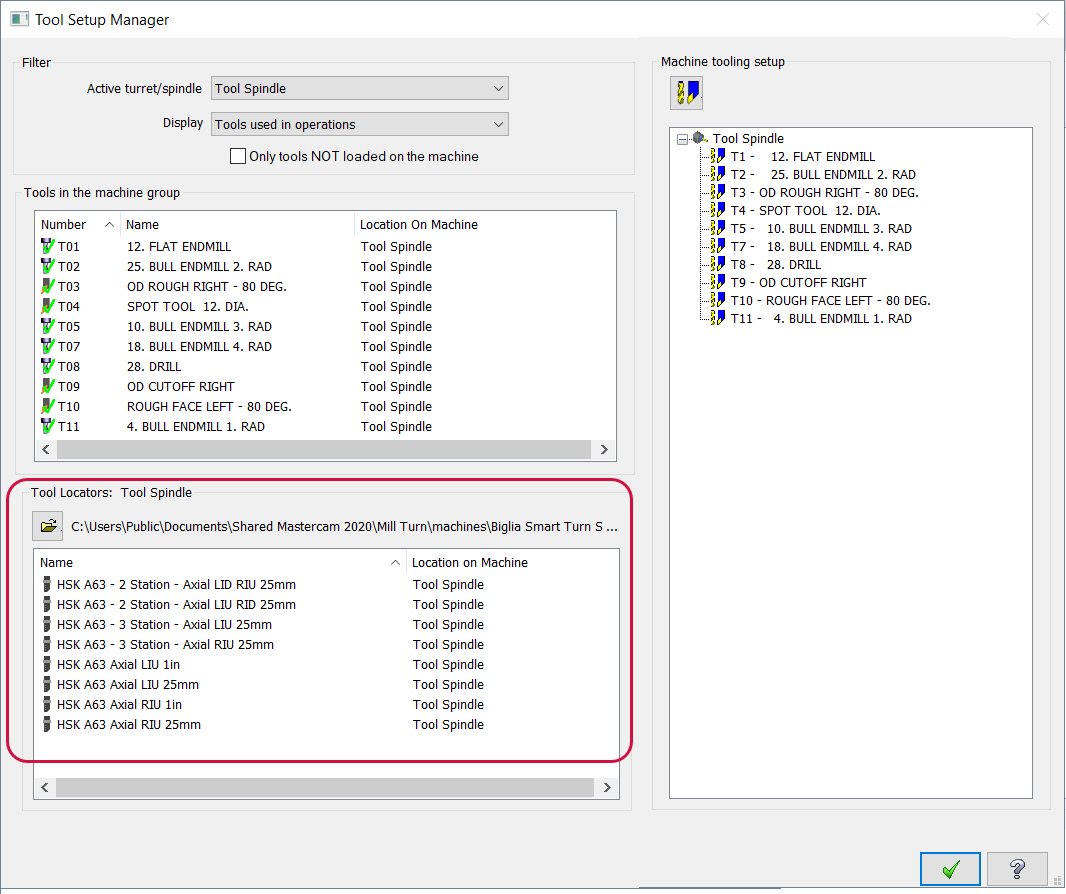 Tool Setup Manager
Filter
Active turret/spindle Tool Spindle
Display Tools used in operations
Only tools NOT loaded on the machine
Tools in the machine group
Number Name Location On Machine
T01 12. FLAT ENDMILL Tool Spindle
T02 25. BULL ENDMILL 2. RAD Tool Spindle
T03 OD ROUGH RIGHT - 80 DEG. Tool Spindle
T04 SPOT TOOL 12. DIA. Tool Spindle
T05 10. BULL ENDMILL 3. RAD Tool Spindle
T07 18. BULL ENDMILL 4. RAD Tool Spindle
T08 28. DRILL Tool Spindle
T09 OD CUTOFF RIGHT Tool Spindle
T10 ROUGH FACE LEFT - 80 DEG. Tool Spindle
T11 4. BULL ENDMILL 1. RAD Tool Spindle
Tool Locators: Tool Spindle
C:\Users\Public\Documents\Shared Mastercam 2020\Mill Turn\machines\Biglia Smart Turn S ...
Name Location on Machine
HSK A63 - 2 Station - Axial LID RIU 25mm Tool Spindle
HSK A63 - 2 Station - Axial LIU RID 25mm Tool Spindle
HSK A63 - 3 Station - Axial LIU 25mm Tool Spindle
HSK A63 - 3 Station - Axial RIU 25mm Tool Spindle
HSK A63 Axial LIU 1in Tool Spindle
HSK A63 Axial LIU 25mm Tool Spindle
HSK A63 Axial RIU 1in Tool Spindle
HSK A63 Axial RIU 25mm Tool Spindle
Machine tooling setup
Tool Spindle
T1 - 12. FLAT ENDMILL
T2 - 25. BULL ENDMILL 2. RAD
T3 - OD ROUGH RIGHT - 80 DEG.
T4 - SPOT TOOL 12. DIA.
T5 - 10. BULL ENDMILL 3. RAD
T7 - 18. BULL ENDMILL 4. RAD
T8 - 28. DRILL
T9 - OD CUTOFF RIGHT
T10 - ROUGH FACE LEFT - 80 DEG.
T11 - 4. BULL ENDMILL 1. RAD